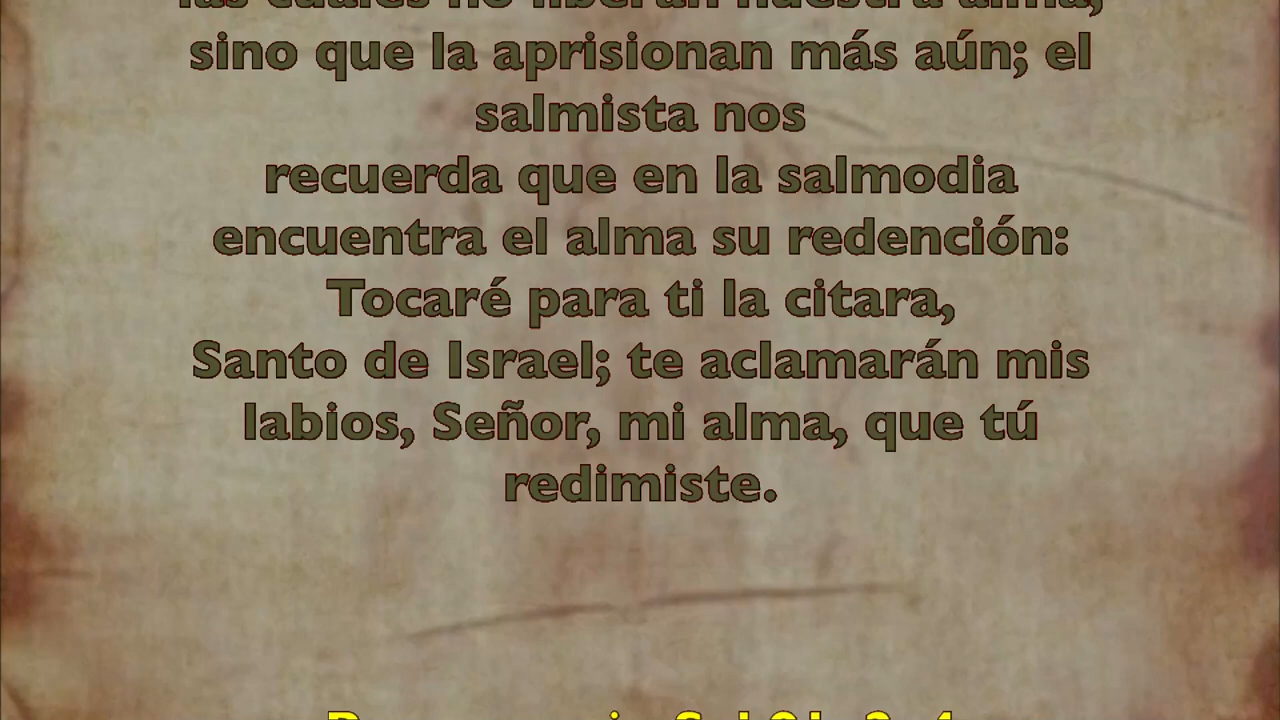 las cuales no liberan nuestra alma,
sino que la aprisionan más aún; el
salmista nos
recuerda que en la salmodia
encuentra el alma su redención:
Tocaré para ti la citara,
Santo de Israel; te aclamarán mis
labios, Señor, mi alma, que tú
redimiste.